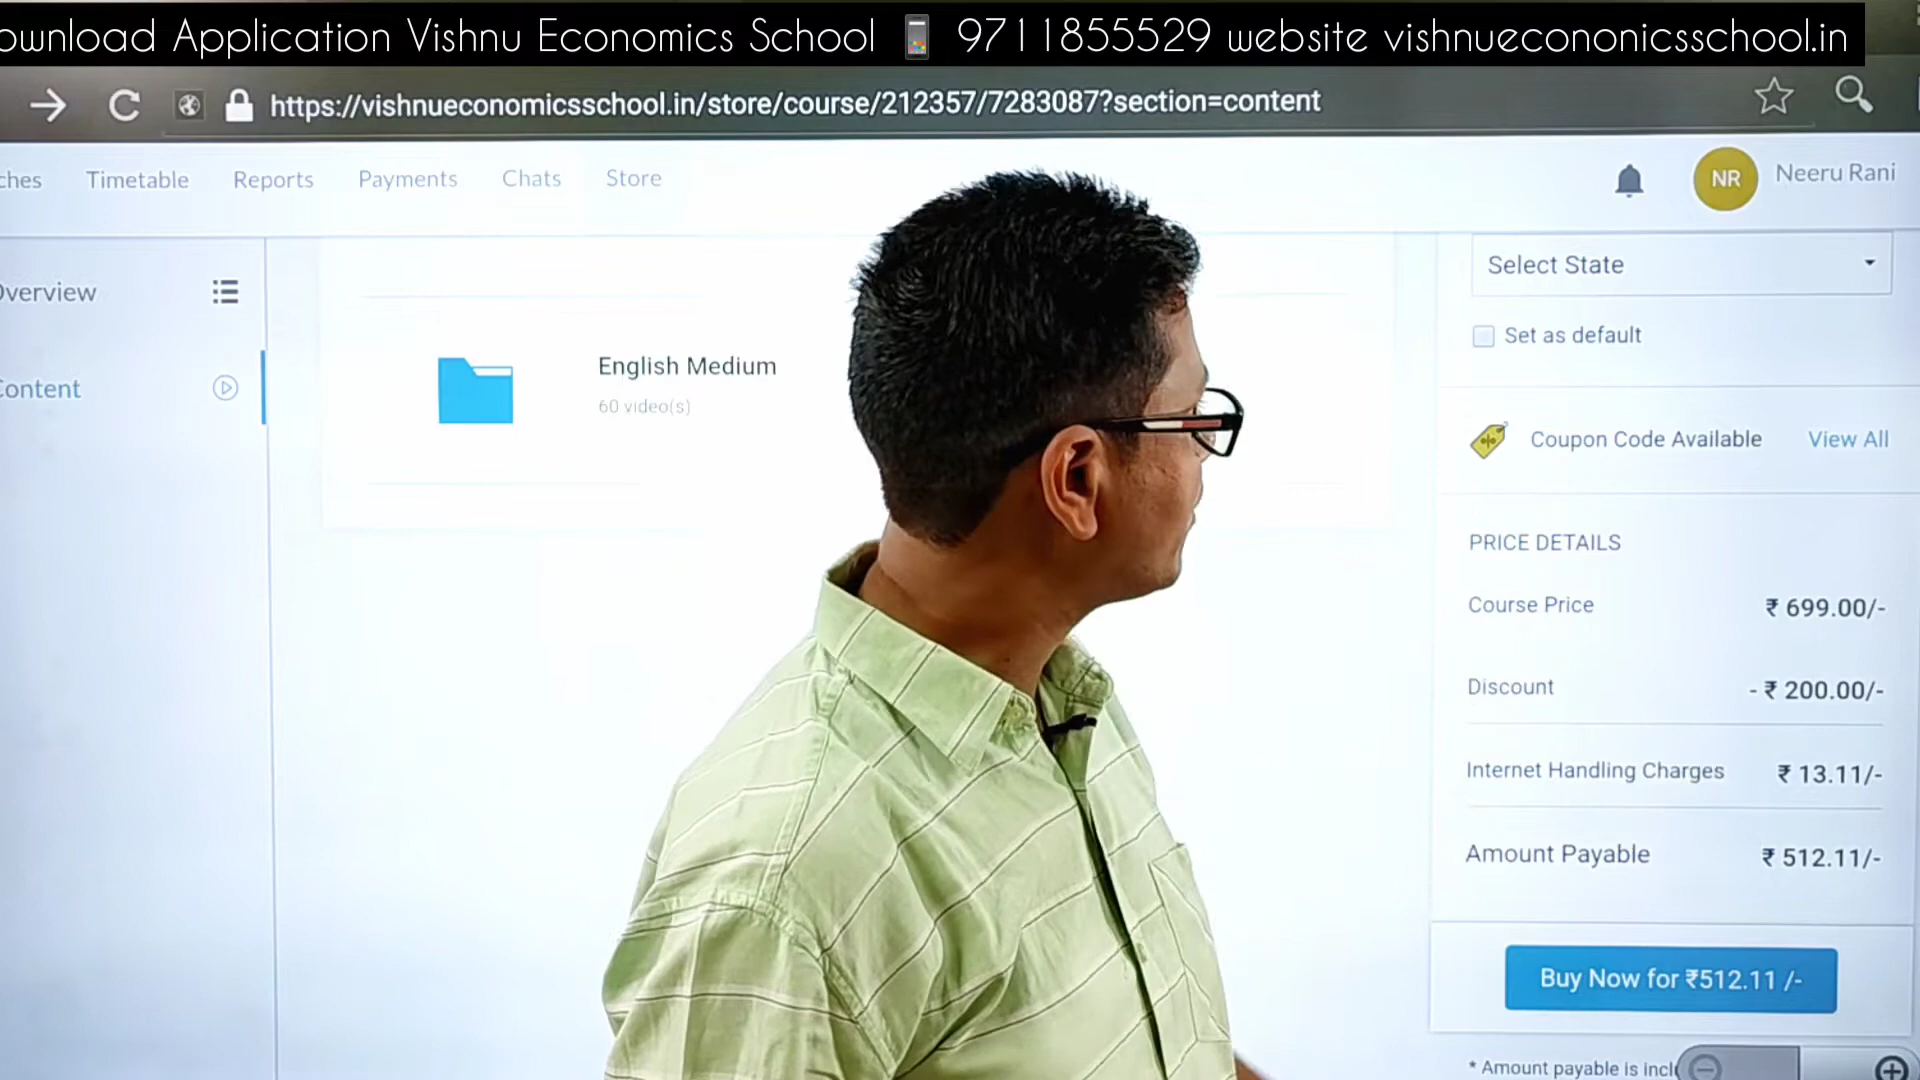 ownload Application Vishnu Economics School 📱 9711855529 website vishnuecononicsschool.in
https://vishnueconomicsschool.in/store/course/212357/7283087?section=content
ches Timetable Reports Payments Chats Store
NR Neeru Rani
Overview
Content
English Medium
60 video(s)
Select State
Set as default
Coupon Code Available View All
PRICE DETAILS
Course Price ₹ 699.00/-
Discount - ₹ 200.00/-
Internet Handling Charges ₹ 13.11/-
Amount Payable ₹ 512.11/-
Buy Now for ₹512.11 /-
* Amount payable is incl